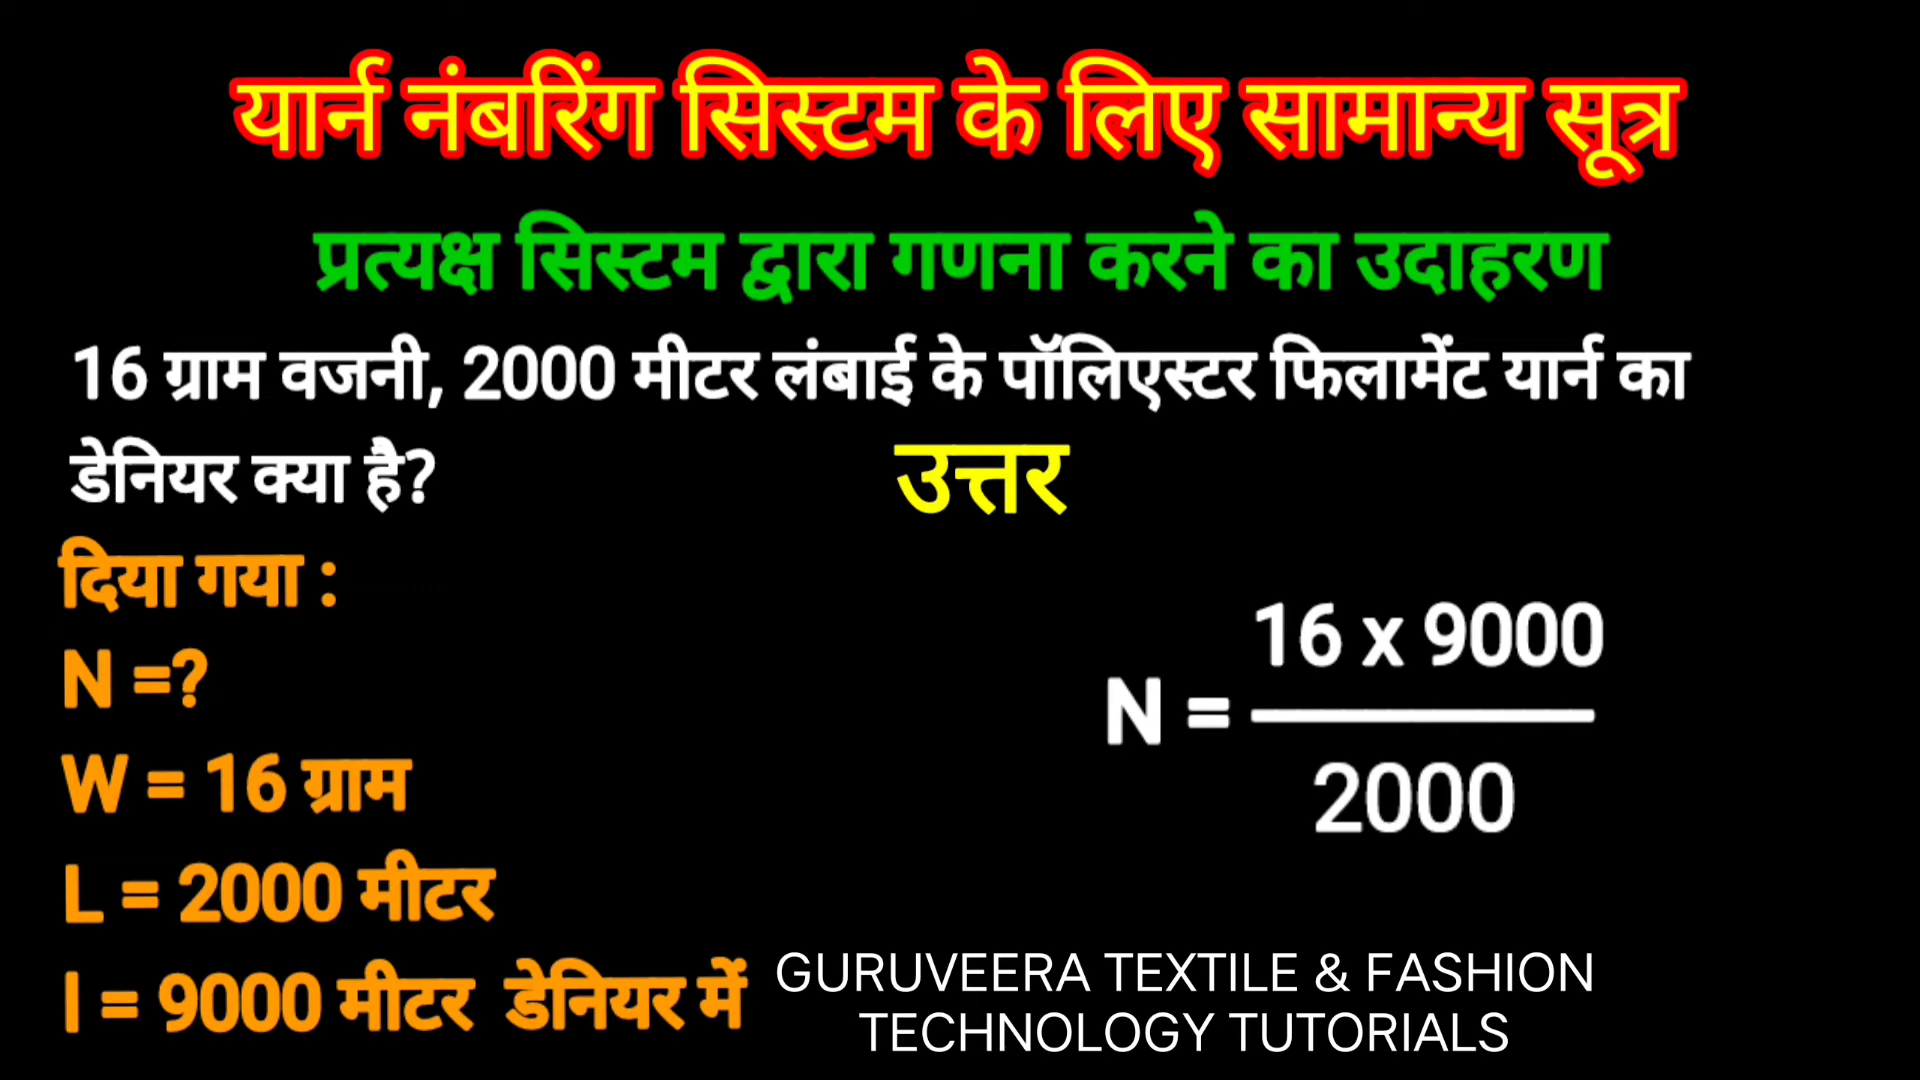 यार्न नंबरिंग सिस्टम के लिए सामान्य सूत्र
प्रत्यक्ष सिस्टम द्वारा गणना करने का उदाहरण
16 ग्राम वजनी, 2000 मीटर लंबाई के पॉलिएस्टर फिलामेंट यार्न का
डेनियर क्या है?
उत्तर
दिया गया :
N =?
W = 16 ग्राम
L = 2000 मीटर
l = 9000 मीटर डेनियर में
16 x 9000
N =
2000
GURUVEERA TEXTILE & FASHION
TECHNOLOGY TUTORIALS